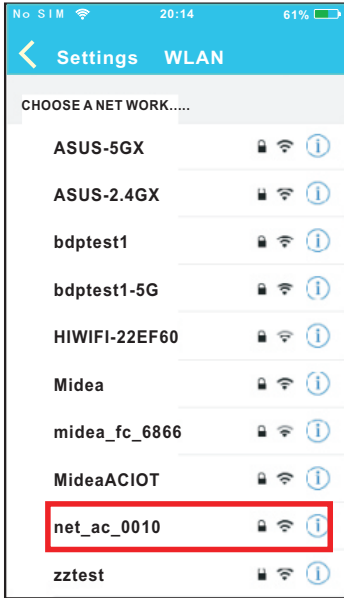 No SIM 20:14 61%
Settings WLAN
CHOOSE A NET WORK.....
ASUS-5GX
ASUS-2.4GX
bdptest1
bdptest1-5G
HIWIFI-22EF60
Midea
midea_fc_6866
MideaACIOT
net_ac_0010
zztest